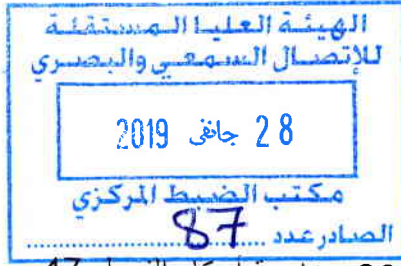 الهيئة العليا المستقلة
للإتصال السمعي والبصري
28 جانفي 2019
مكتب الضبط المركزي
الصادر عدد 87